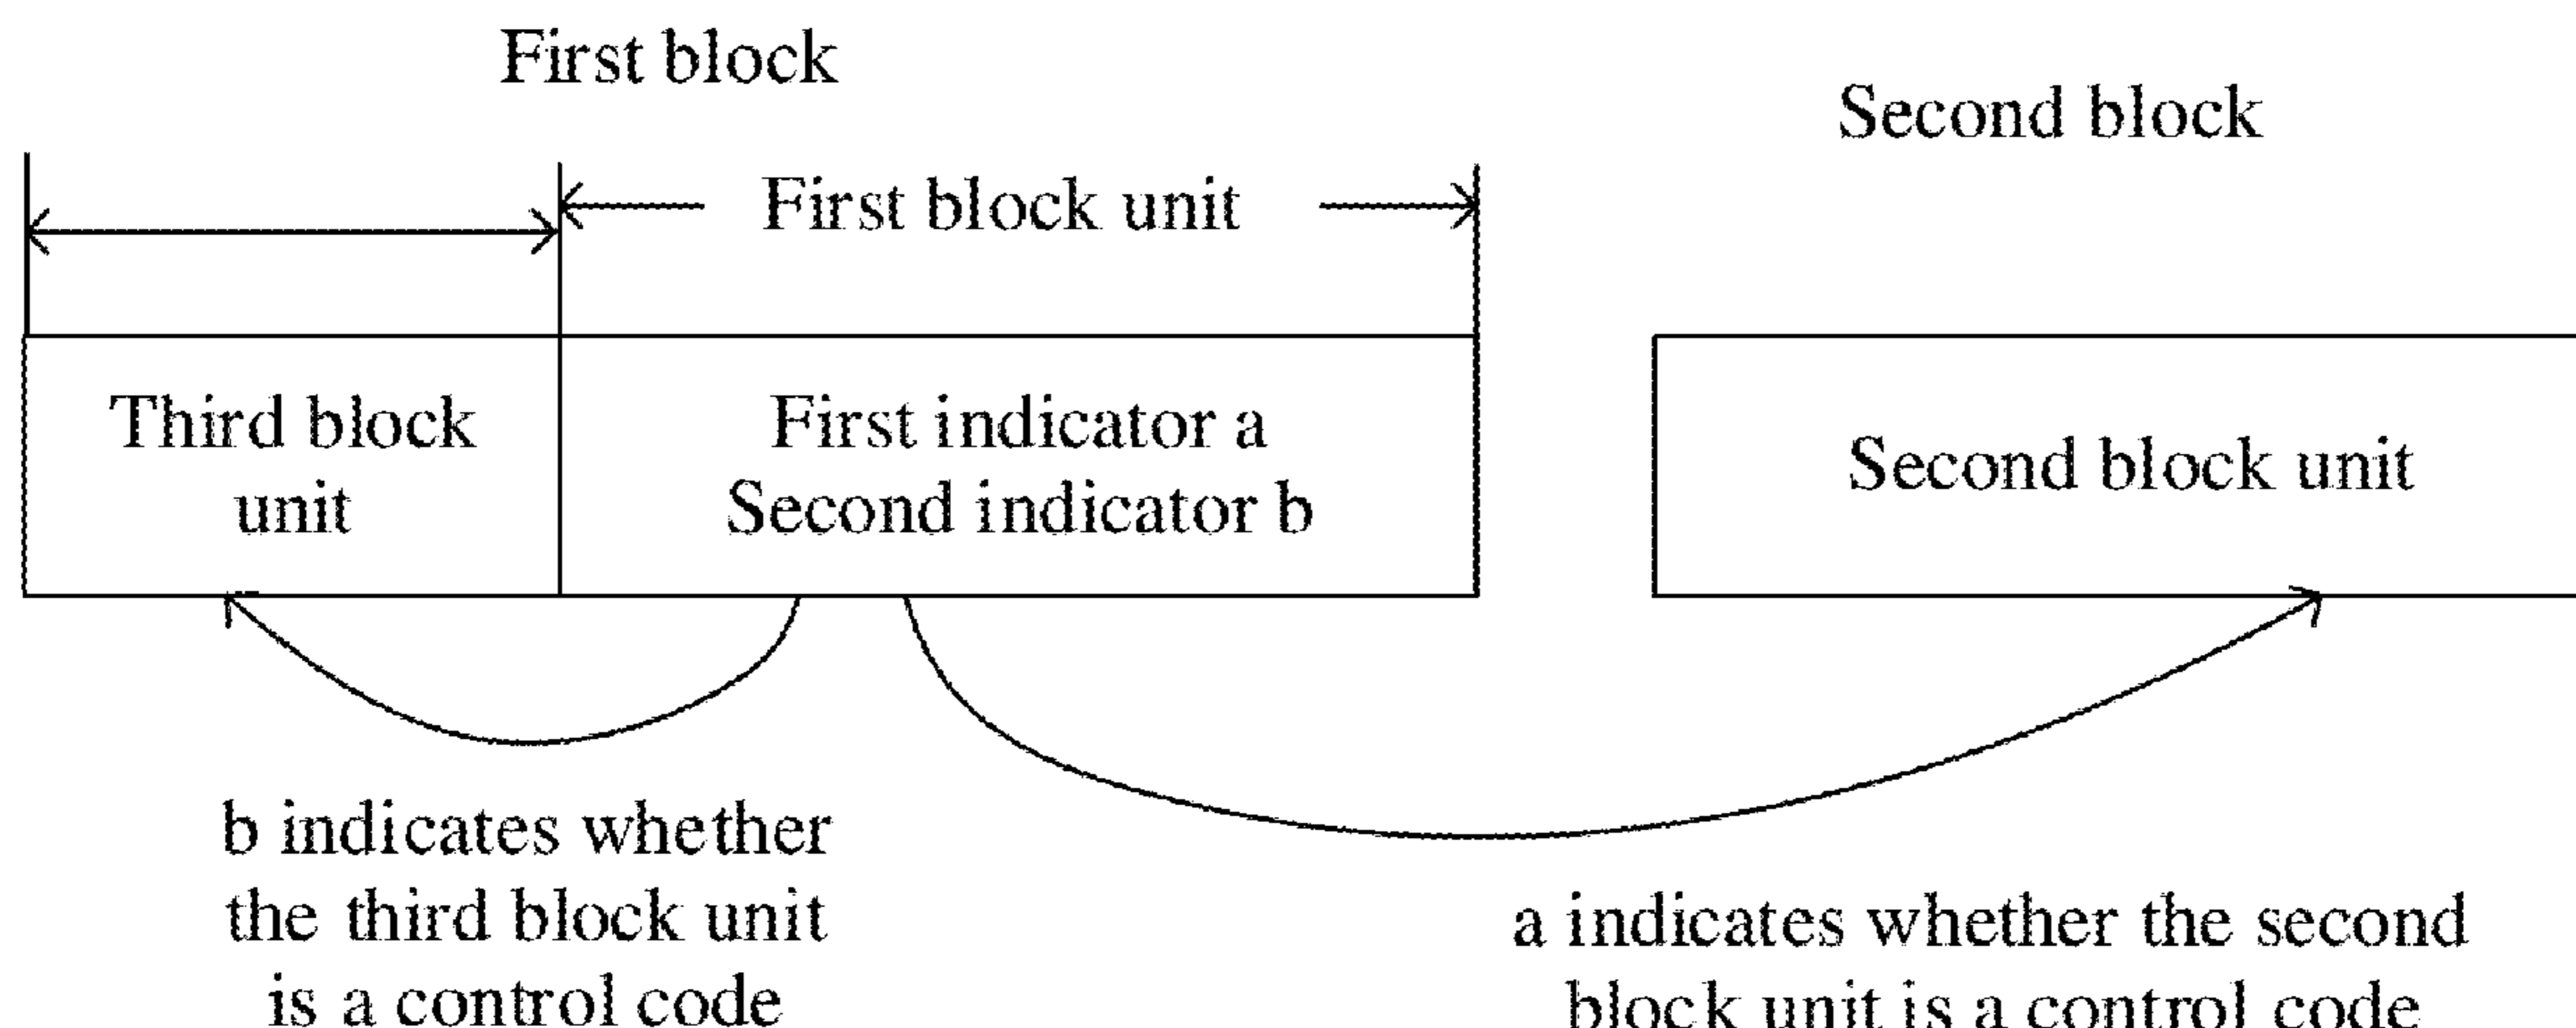 First block
Second block
First block unit
Third block
unit
First indicator a
Second indicator b
Second block unit
b indicates whether
the third block unit
is a control code
a indicates whether the second
block unit is a control code